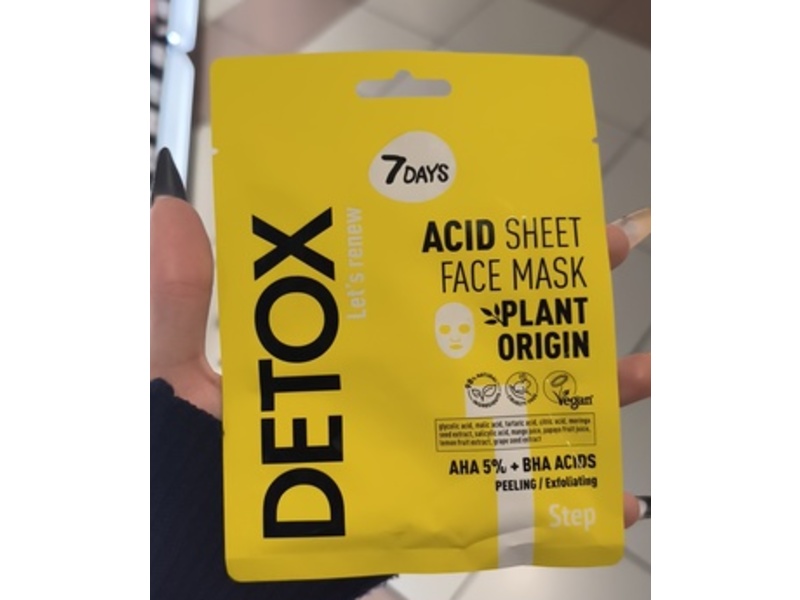 7DAYS
DETOX
Let's renew
ACID SHEET
FACE MASK
PLANT
ORIGIN
Vegan
glycolic acid, malic acid, tartaric acid, citric acid, moringa
seed extract, salicylic acid, mango juice, papaya fruit juice,
lemon fruit extract, grape seed extract
AHA 5% + BHA ACIDS
PEELING / Exfoliating
Step